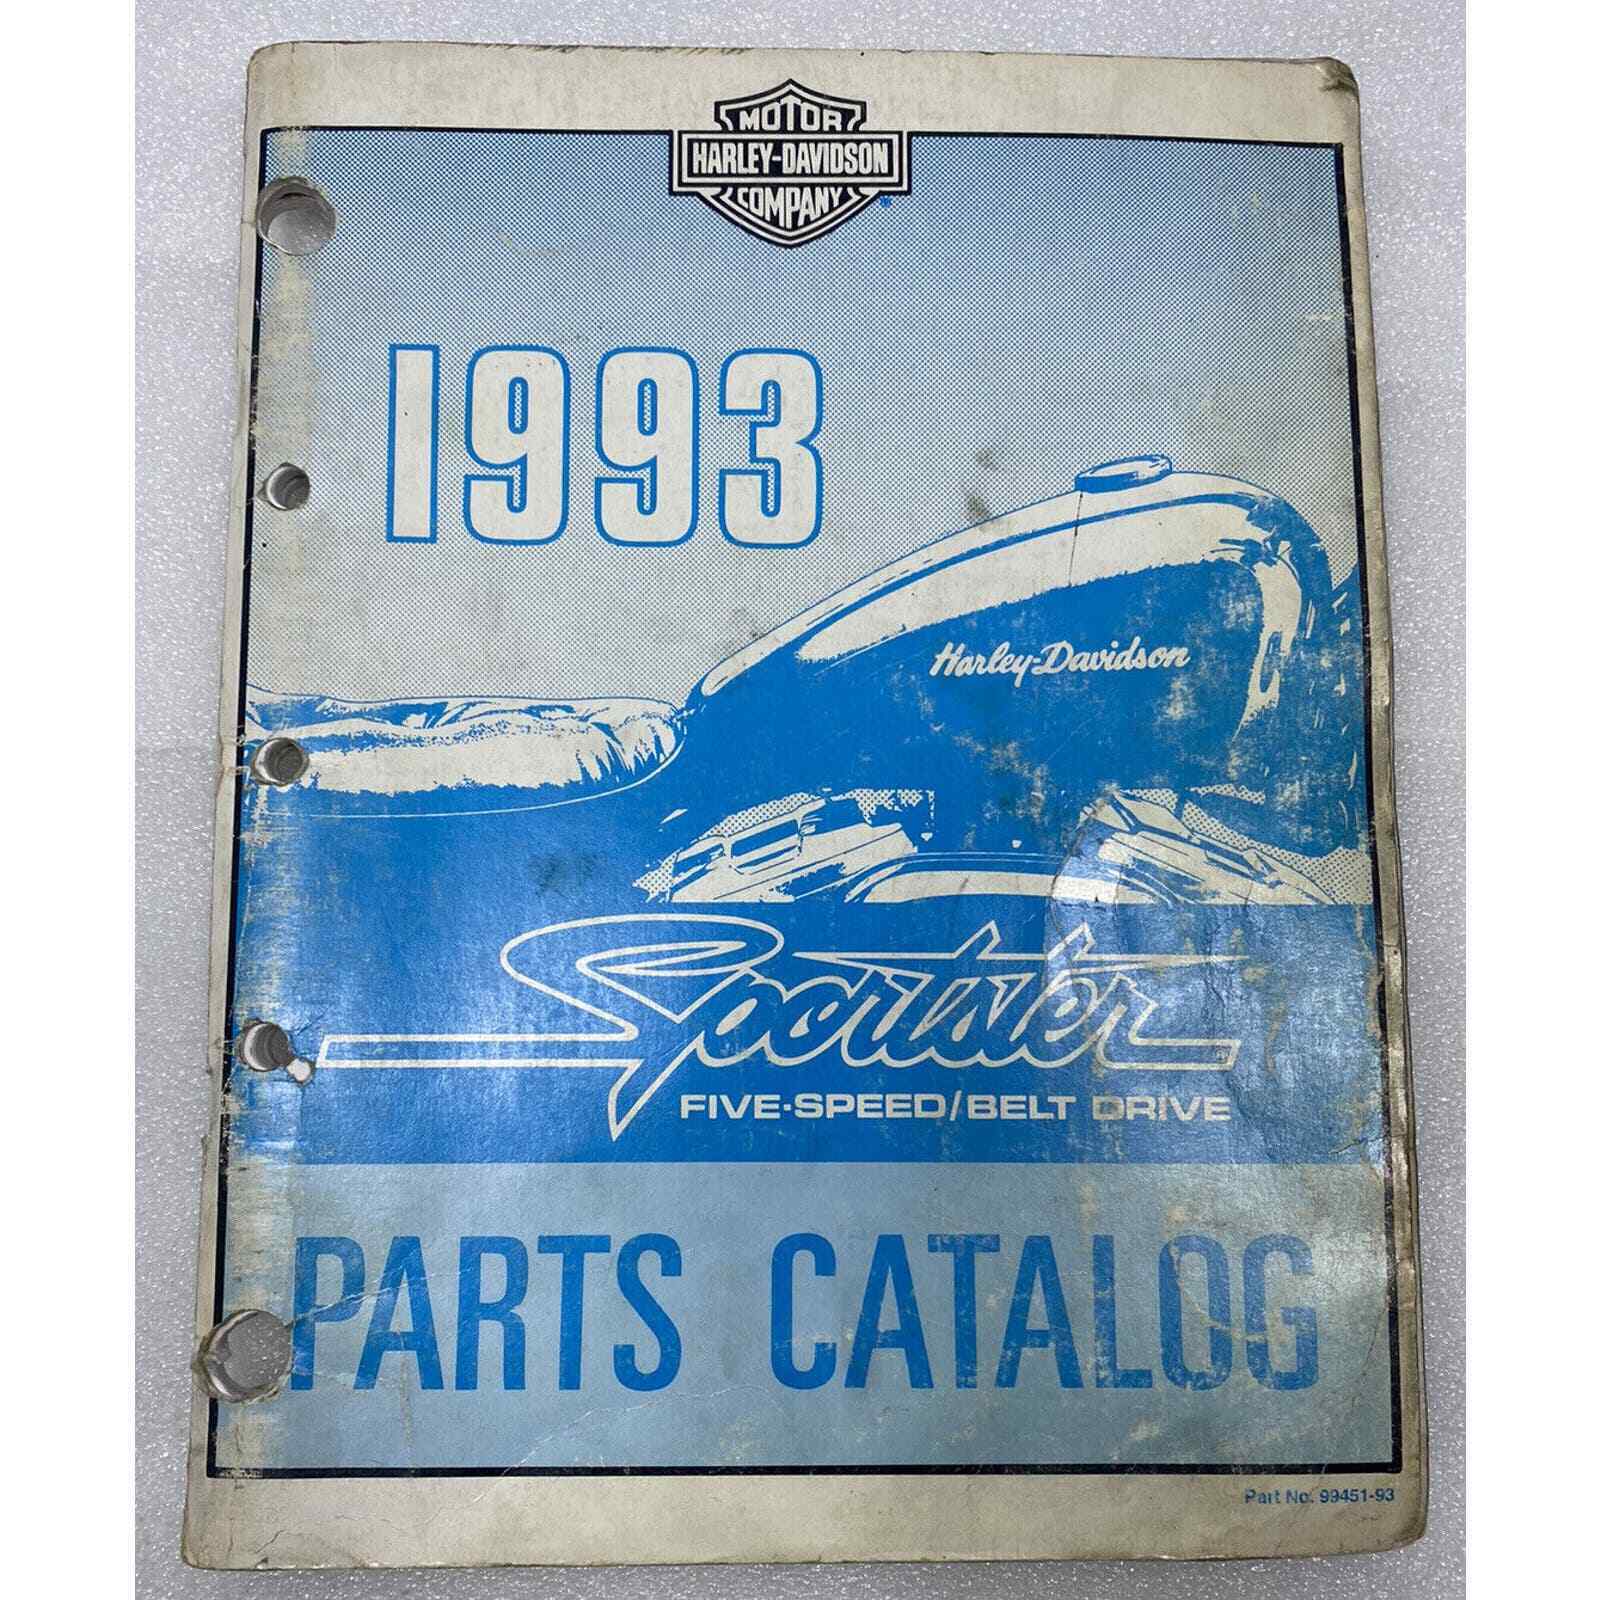 MOTOR
HARLEY-DAVIDSON
COMPANY
1993
Harley-Davidson
Sportster
FIVE-SPEED/BELT DRIVE
PARTS CATALOG
Part No. 99451-93